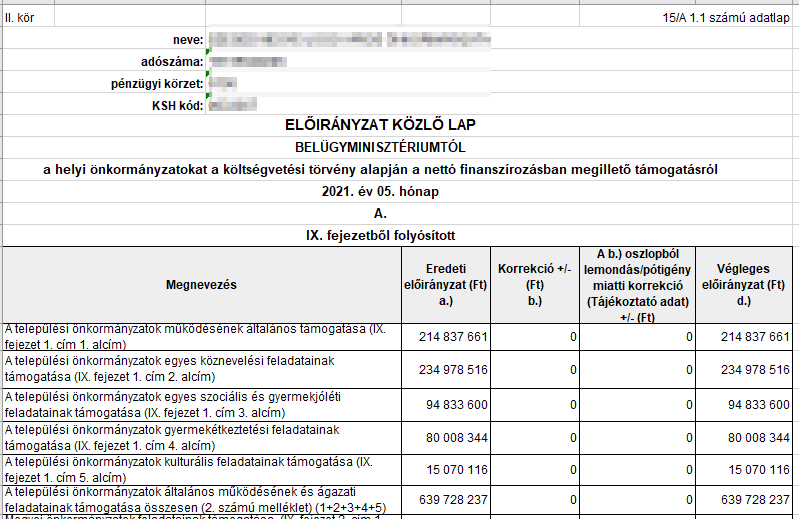 II. kör 15/A 1.1 számú adatlap
neve:
adószáma:
pénzügyi körzet:
KSH kód:
ELŐIRÁNYZAT KÖZLŐ LAP
BELÜGYMINISZTÉRIUMTÓL
a helyi önkormányzatokat a költségvetési törvény alapján a nettó finanszírozásban megillető támogatásról
2021. év 05. hónap
A.
IX. fejezetből folyósított
Megnevezés
Eredeti
előirányzat (Ft)
a.)
Korrekció +/-
(Ft)
b.)
A b.) oszlopból
lemondás/pótigény
miatti korrekció
(Tájékoztató adat)
+/- (Ft)
Végleges
előirányzat (Ft)
d.)
A települési önkormányzatok működésének általános támogatása (IX.
fejezet 1. cím 1. alcím)
214 837 661 0 0 214 837 661
A települési önkormányzatok egyes köznevelési feladatainak
támogatása (IX. fejezet 1. cím 2. alcím)
234 978 516 0 0 234 978 516
A települési önkormányzatok egyes szociális és gyermekjóléti
feladatainak támogatása (IX. fejezet 1. cím 3. alcím)
94 833 600 0 0 94 833 600
A települési önkormányzatok gyermekétkeztetési feladatainak
támogatása (IX. fejezet 1. cím 4. alcím)
80 008 344 0 0 80 008 344
A települési önkormányzatok kulturális feladatainak támogatása (IX.
fejezet 1. cím 5. alcím)
15 070 116 0 0 15 070 116
A települési önkormányzatok általános működésének és ágazati
feladatainak támogatása összesen (2. számú melléklet) (1+2+3+4+5)
639 728 237 0 0 639 728 237